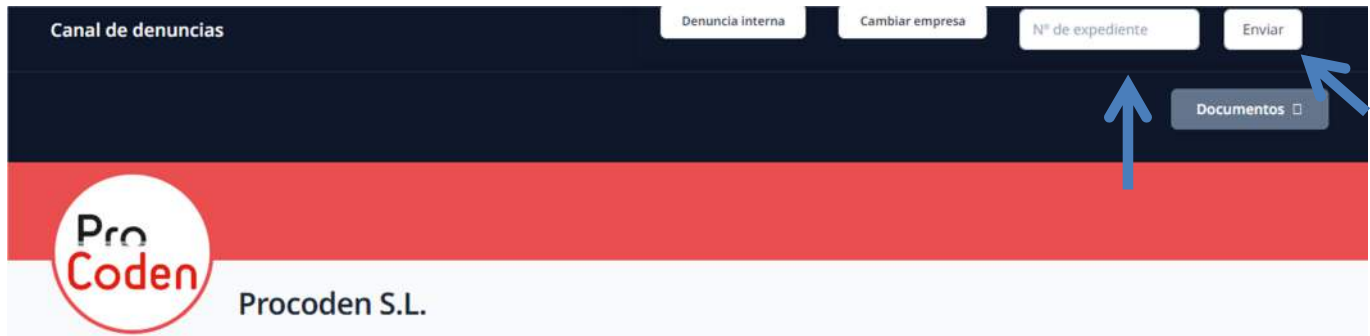 Canal de denuncias
Denuncia interna
Cambiar empresa
Nº de expediente
Enviar
Documentos
Pro
Coden
Procoden S.L.